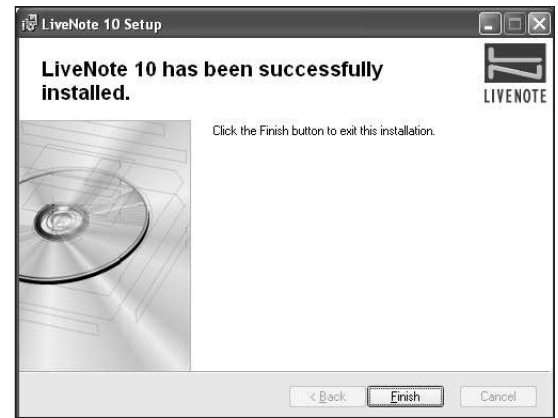 LiveNote 10 Setup
LiveNote 10 has been successfully
installed.
LIVENOTE
Click the Finish button to exit this installation.
< Back
Finish
Cancel